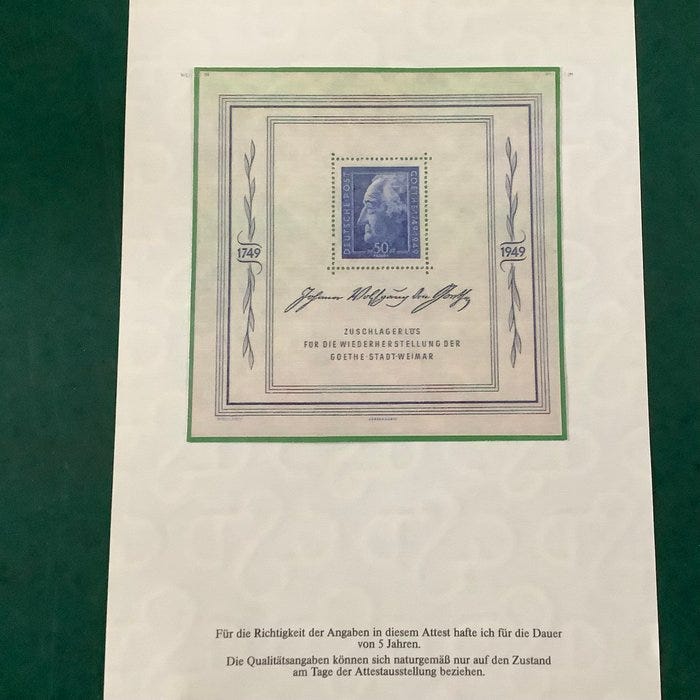 DEUTSCHE POST
GOETHE 1749·1949
50
1749
1949
Johann Wolfgang von Goethe
ZUSCHLAGERLÖS
FÜR DIE WIEDERHERSTELLUNG DER
GOETHE·STADT·WEIMAR
Für die Richtigkeit der Angaben in diesem Attest hafte ich für die Dauer
von 5 Jahren.
Die Qualitätsangaben können sich naturgemäß nur auf den Zustand
am Tage der Attestausstellung beziehen.